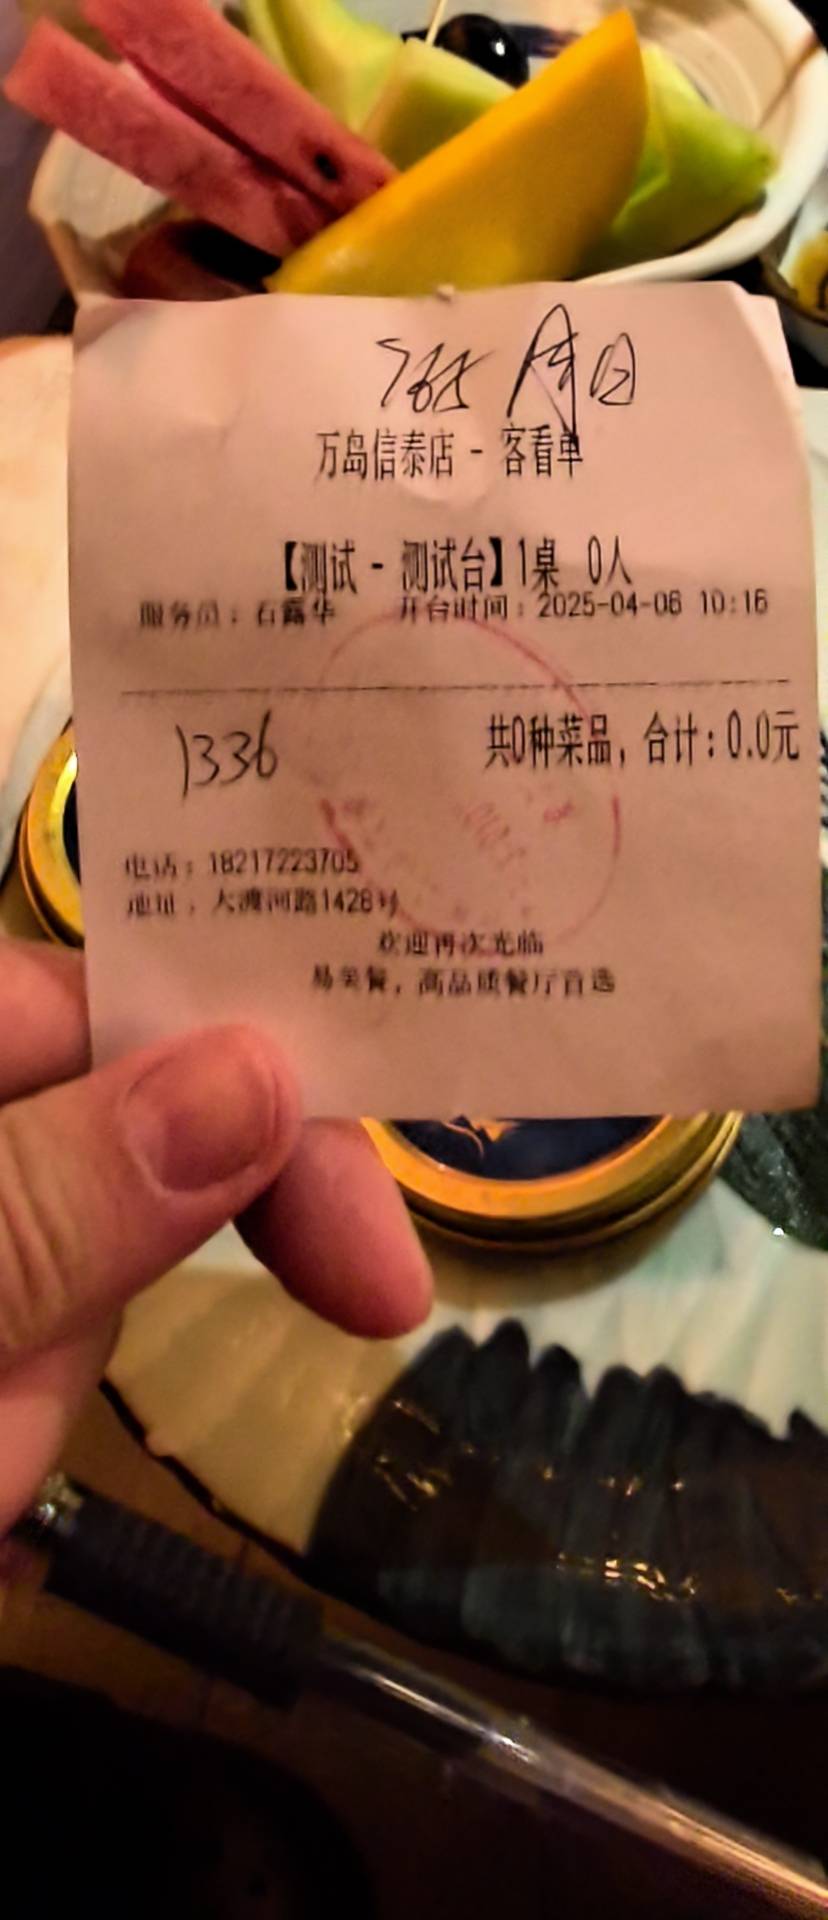 765 周日
万岛信泰店 - 客看单
【测试 - 测试台】1桌 0人
服务员：石露华 开台时间：2025-04-06 10:16
1336
共0种菜品，合计：0.0元
电话：18217223705
地址：大渡河路1428号
欢迎再次光临
易美餐，高品质餐厅首选